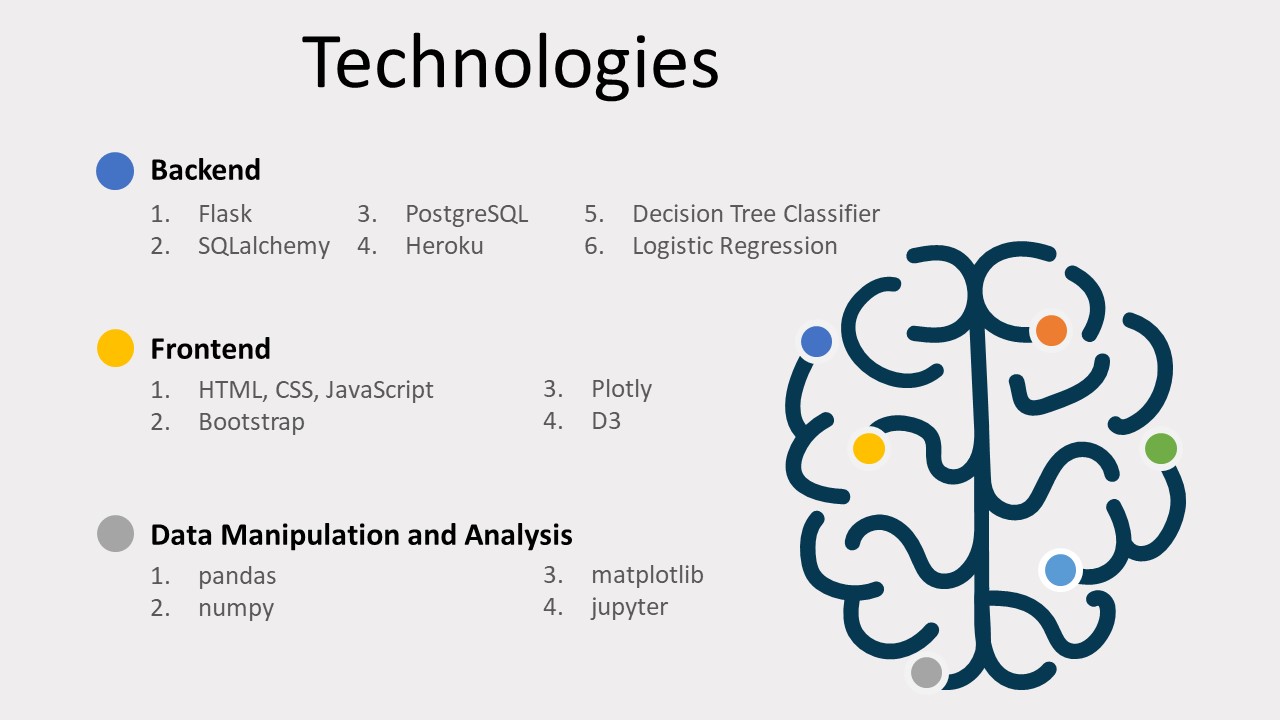 Technologies
Backend
1. Flask 3. PostgreSQL 5. Decision Tree Classifier
2. SQLalchemy 4. Heroku 6. Logistic Regression
Frontend
1. HTML, CSS, JavaScript 3. Plotly
2. Bootstrap 4. D3
Data Manipulation and Analysis
1. pandas 3. matplotlib
2. numpy 4. jupyter